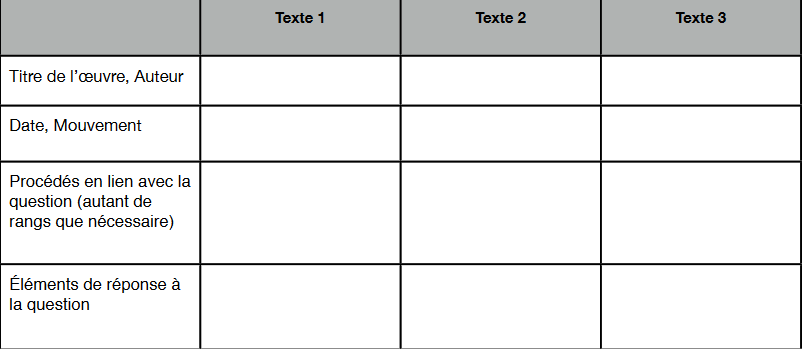 Texte 1 Texte 2 Texte 3
Titre de l'œuvre, Auteur
Date, Mouvement
Procédés en lien avec la
question (autant de
rangs que nécessaire)
Éléments de réponse à
la question